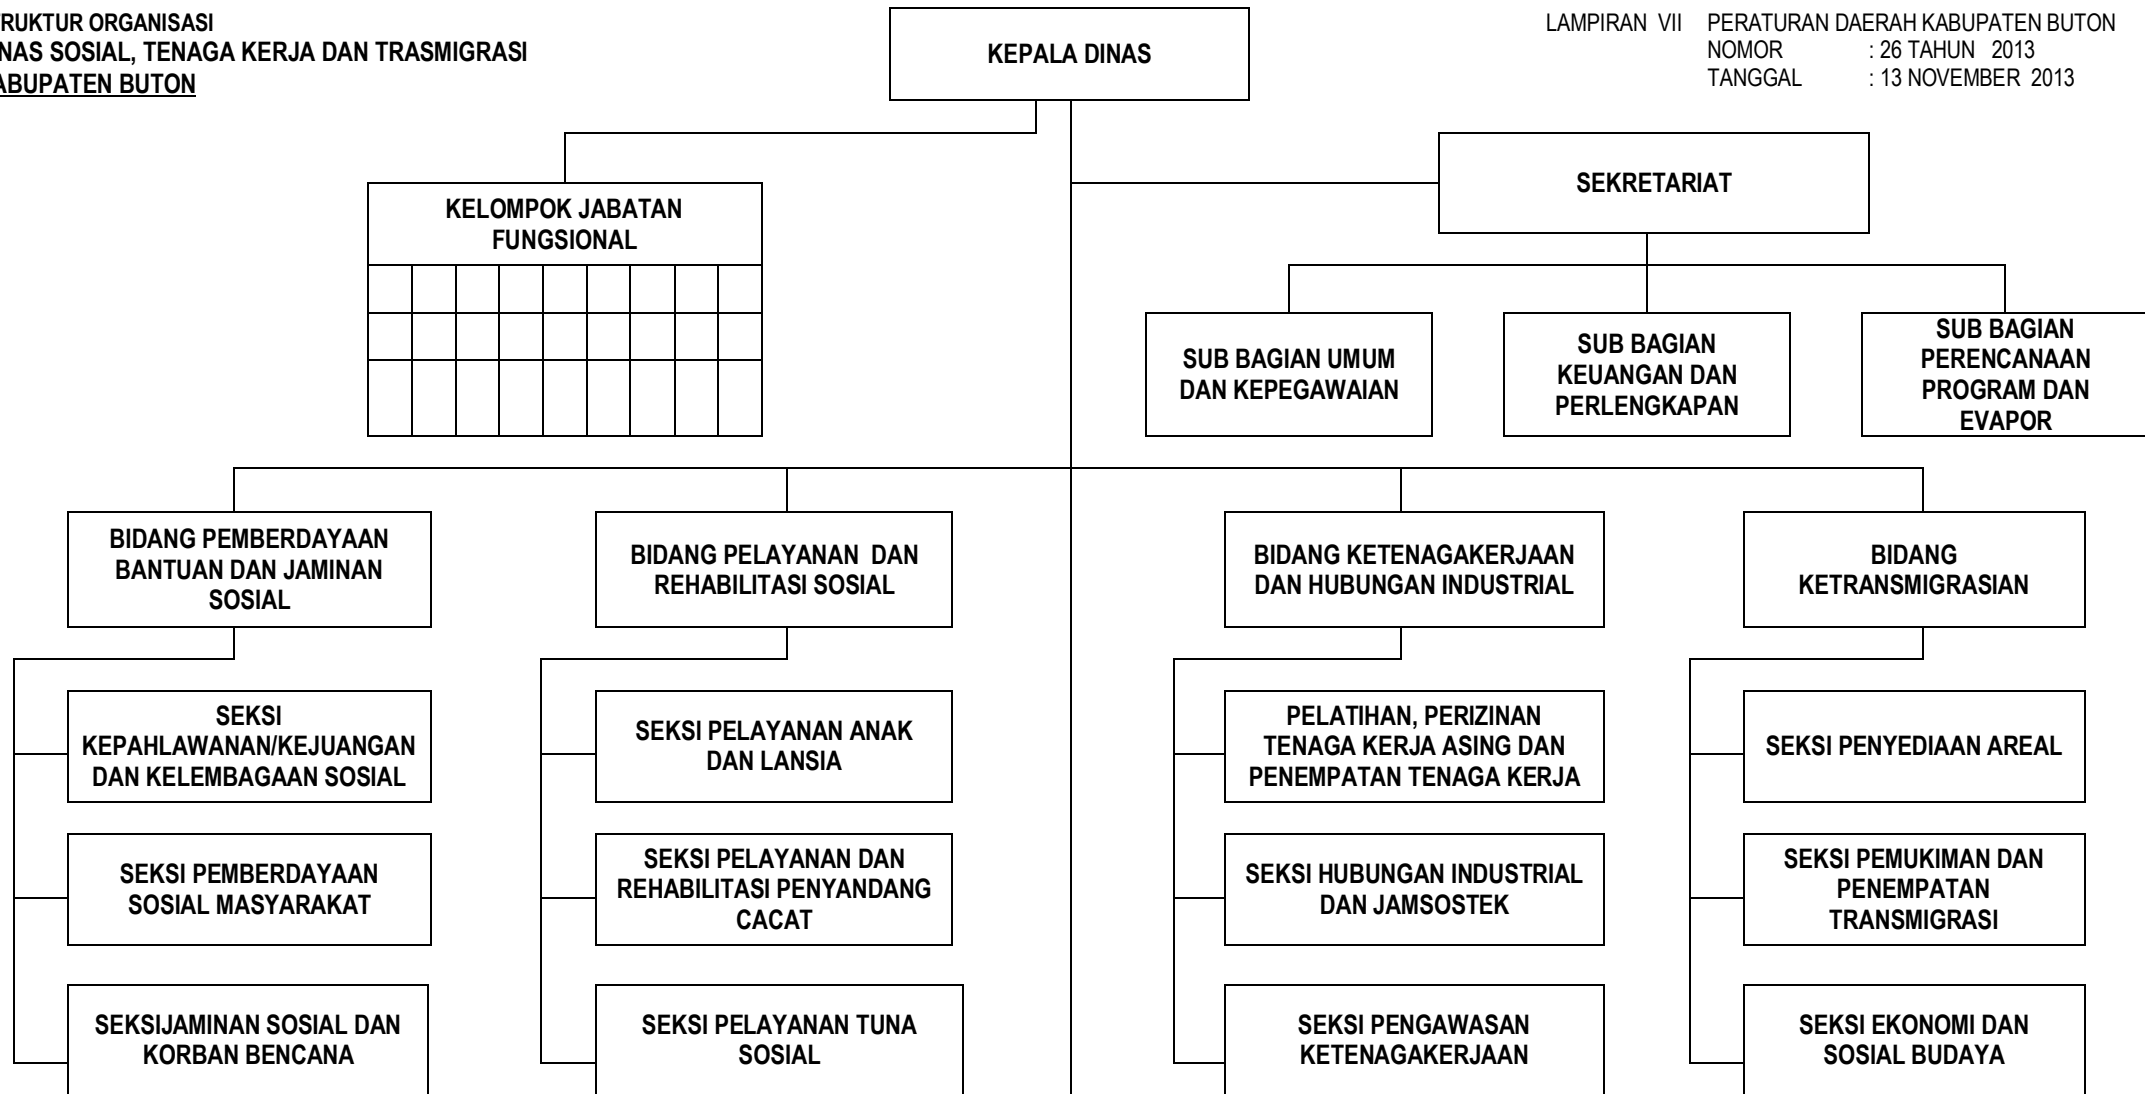 TRUKTUR ORGANISASI
NAS SOSIAL, TENAGA KERJA DAN TRASMIGRASI
ABUPATEN BUTON
KEPALA DINAS
LAMPIRAN VII PERATURAN DAERAH KABUPATEN BUTON
NOMOR : 26 TAHUN 2013
TANGGAL : 13 NOVEMBER 2013
SEKRETARIAT
KELOMPOK JABATAN
FUNGSIONAL
SUB BAGIAN UMUM
DAN KEPEGAWAIAN
SUB BAGIAN
KEUANGAN DAN
PERLENGKAPAN
SUB BAGIAN
PERENCANAAN
PROGRAM DAN
EVAPOR
BIDANG PEMBERDAYAAN
BANTUAN DAN JAMINAN
SOSIAL
BIDANG PELAYANAN DAN
REHABILITASI SOSIAL
BIDANG KETENAGAKERJAAN
DAN HUBUNGAN INDUSTRIAL
BIDANG
KETRANSMIGRASIAN
SEKSI
KEPAHLAWANAN/KEJUANGAN
DAN KELEMBAGAAN SOSIAL
SEKSI PELAYANAN ANAK
DAN LANSIA
PELATIHAN, PERIZINAN
TENAGA KERJA ASING DAN
PENEMPATAN TENAGA KERJA
SEKSI PENYEDIAAN AREAL
SEKSI PEMBERDAYAAN
SOSIAL MASYARAKAT
SEKSI PELAYANAN DAN
REHABILITASI PENYANDANG
CACAT
SEKSI HUBUNGAN INDUSTRIAL
DAN JAMSOSTEK
SEKSI PEMUKIMAN DAN
PENEMPATAN
TRANSMIGRASI
SEKSIJAMINAN SOSIAL DAN
KORBAN BENCANA
SEKSI PELAYANAN TUNA
SOSIAL
SEKSI PENGAWASAN
KETENAGAKERJAAN
SEKSI EKONOMI DAN
SOSIAL BUDAYA